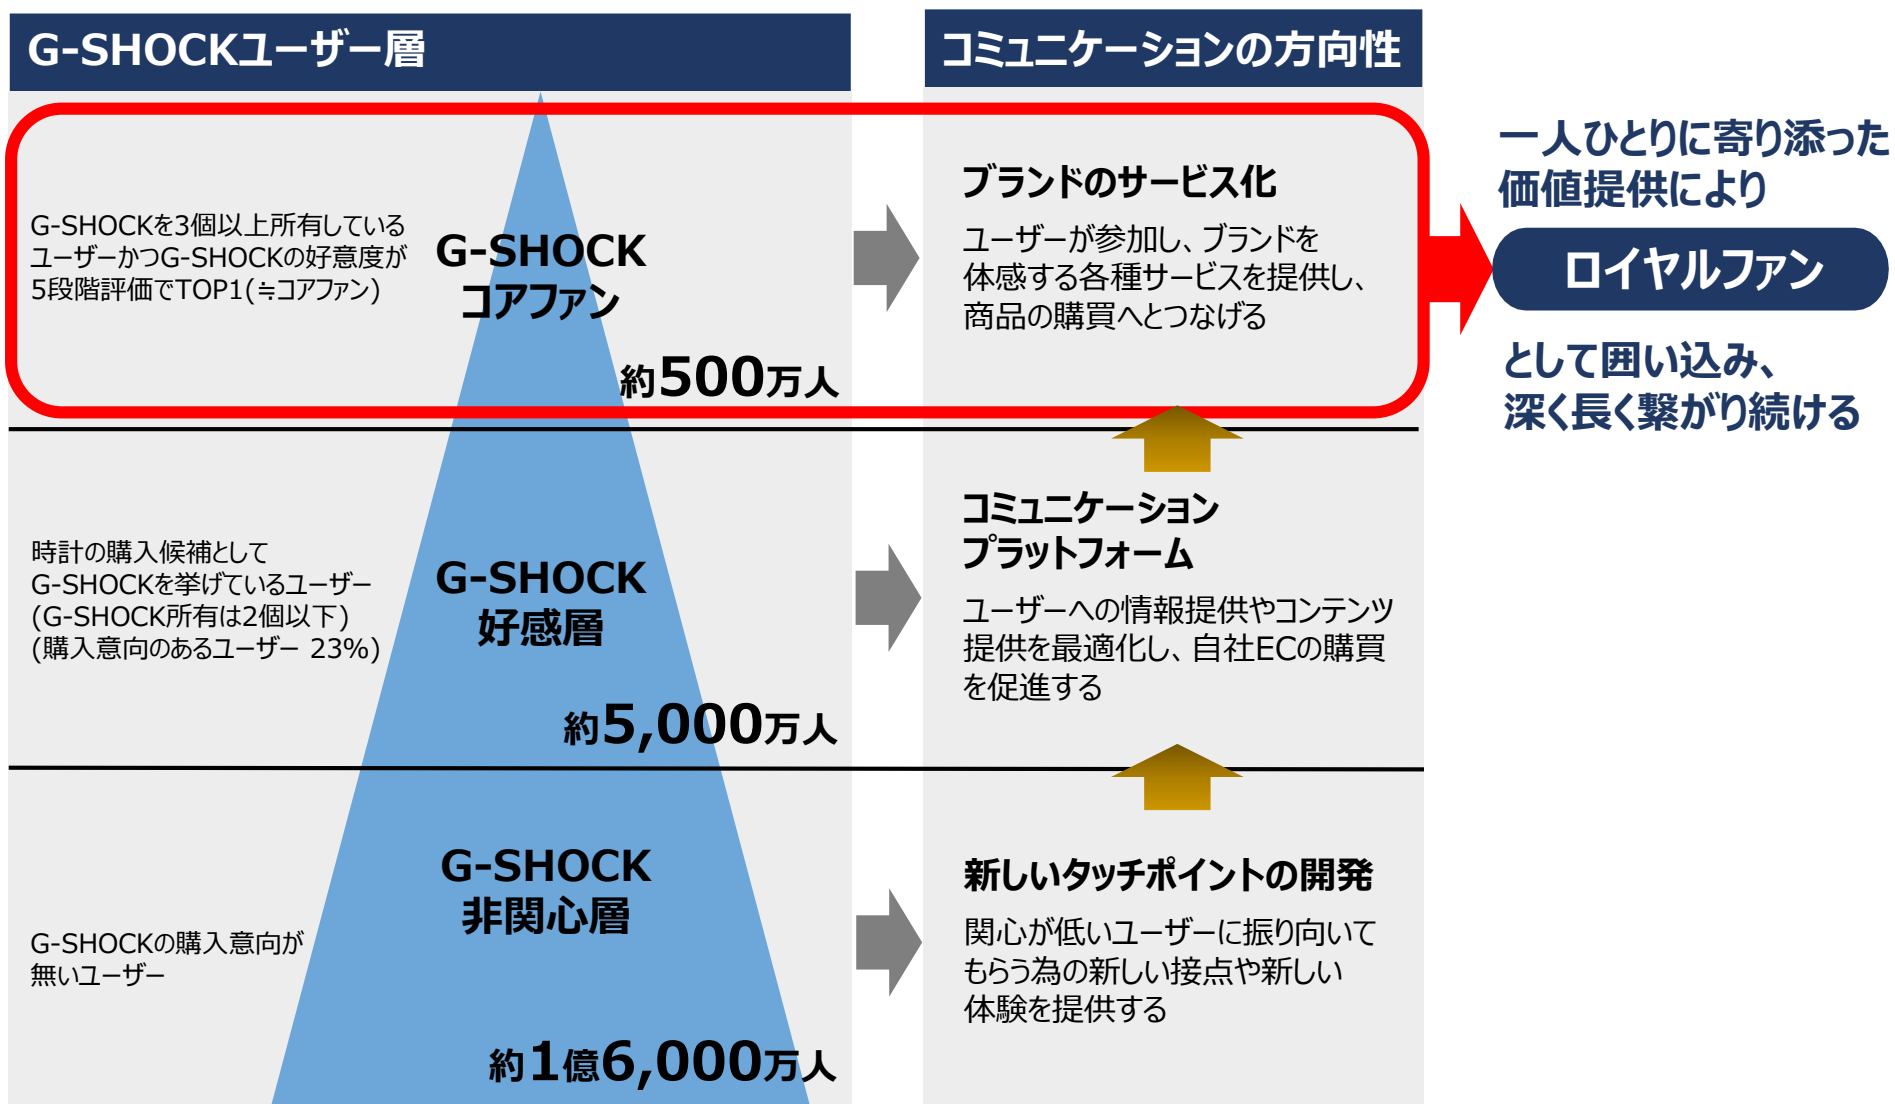 G-SHOCKユーザー層
コミュニケーションの方向性
G-SHOCKを3個以上所有している
ユーザーかつG-SHOCKの好意度が
5段階評価でTOP1(≒コアファン)
G-SHOCK
コアファン
約500万人
ブランドのサービス化
ユーザーが参加し、ブランドを
体感する各種サービスを提供し、
商品の購買へとつなげる
一人ひとりに寄り添った
価値提供により
ロイヤルファン
として囲い込み、
深く長く繋がり続ける
時計の購入候補として
G-SHOCKを挙げているユーザー
(G-SHOCK所有は2個以下)
(購入意向のあるユーザー 23%)
G-SHOCK
好感層
約5,000万人
コミュニケーション
プラットフォーム
ユーザーへの情報提供やコンテンツ
提供を最適化し、自社ECの購買
を促進する
G-SHOCKの購入意向が
無いユーザー
G-SHOCK
非関心層
約1億6,000万人
新しいタッチポイントの開発
関心が低いユーザーに振り向いて
もらう為の新しい接点や新しい
体験を提供する